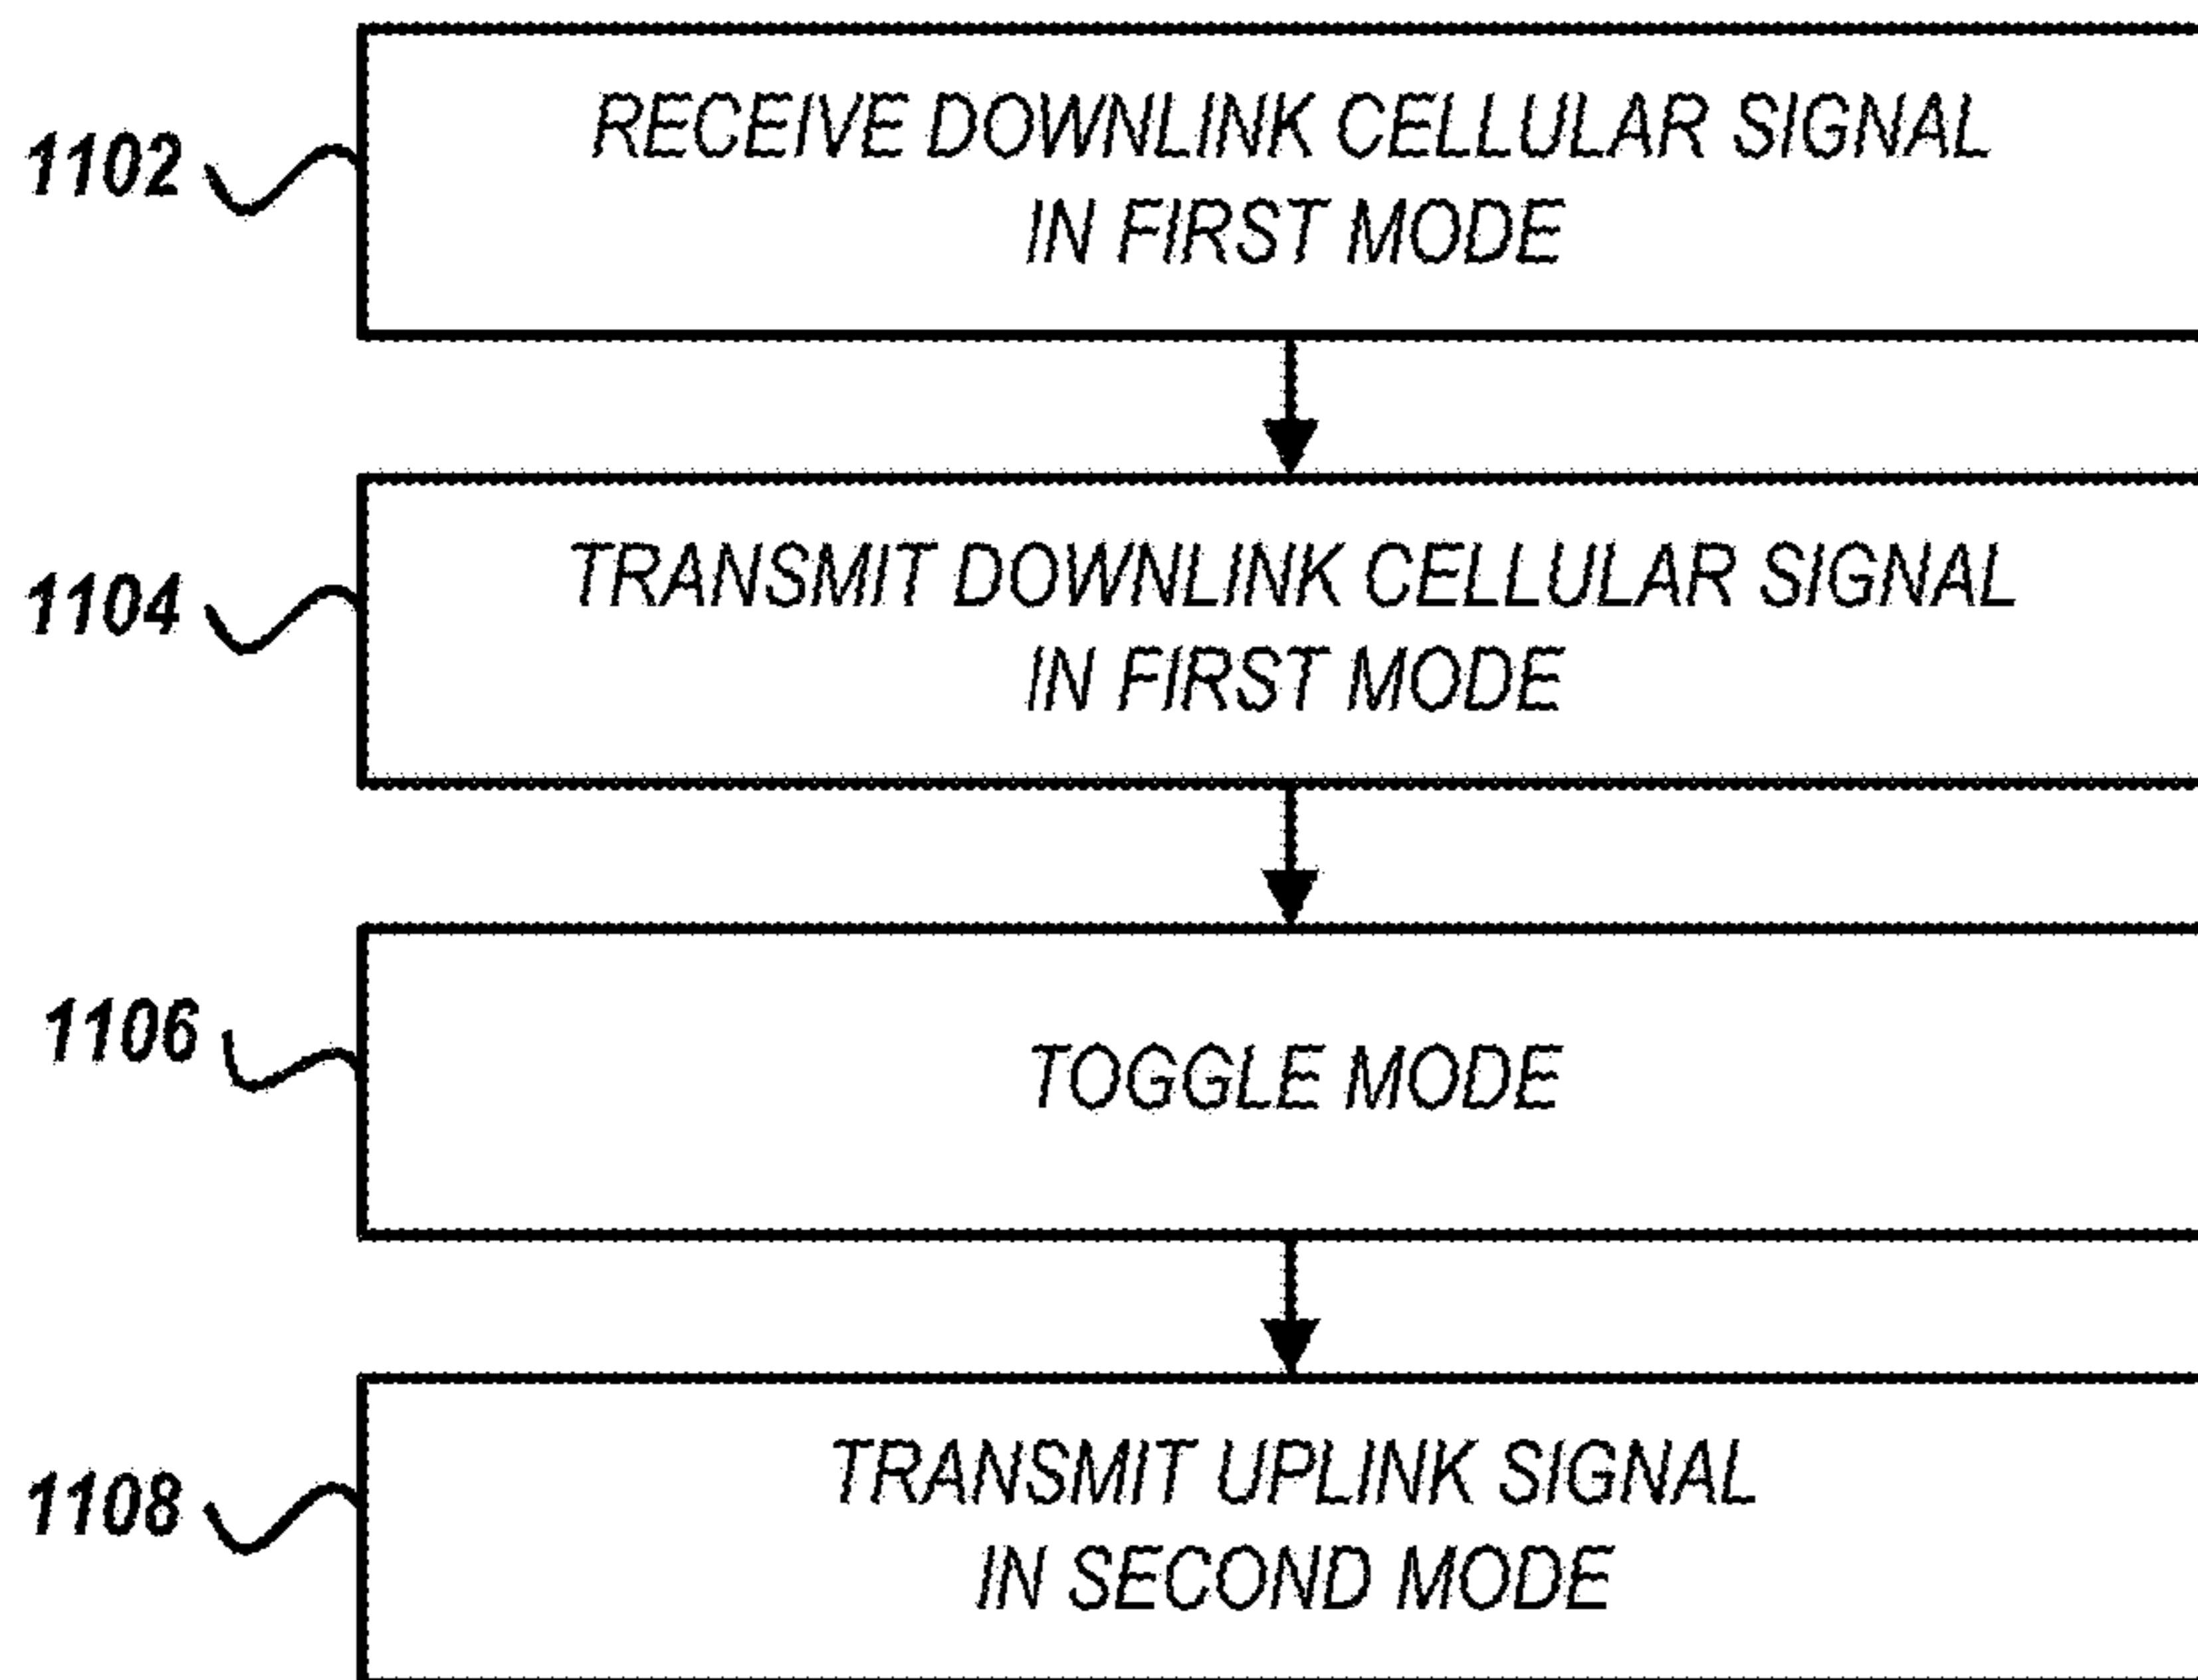 1102
RECEIVE DOWNLINK CELLULAR SIGNAL
IN FIRST MODE
1104
TRANSMIT DOWNLINK CELLULAR SIGNAL
IN FIRST MODE
1106
TOGGLE MODE
1108
TRANSMIT UPLINK SIGNAL
IN SECOND MODE